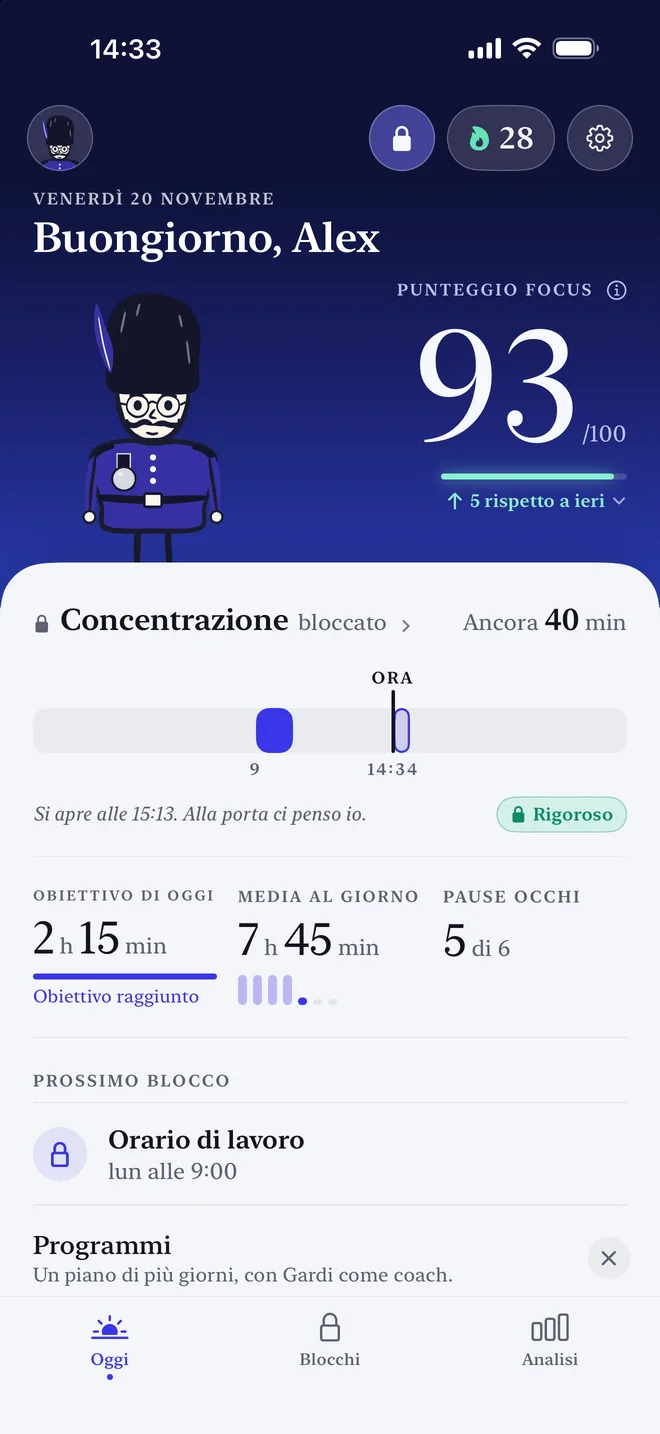 14:33
28
VENERDÌ 20 NOVEMBRE
Buongiorno, Alex
PUNTEGGIO FOCUS
93 /100
↑ 5 rispetto a ieri
Concentrazione bloccato
Ancora 40 min
ORA
9
14:34
Si apre alle 15:13. Alla porta ci penso io.
Rigoroso
OBIETTIVO DI OGGI
2 h 15 min
Obiettivo raggiunto
MEDIA AL GIORNO
7 h 45 min
PAUSE OCCHI
5 di 6
PROSSIMO BLOCCO
Orario di lavoro
lun alle 9:00
Programmi
Un piano di più giorni, con Gardi come coach.
Oggi
Blocchi
Analisi